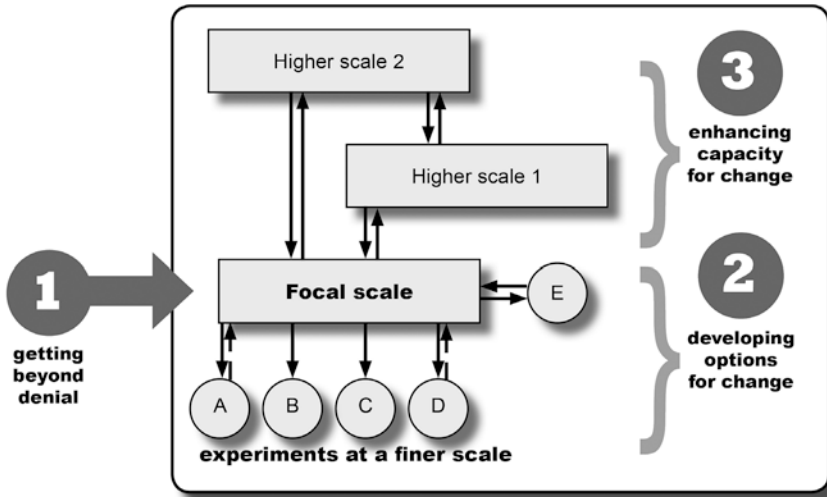 Higher scale 2
3
enhancing
capacity
for change
Higher scale 1
1
getting
beyond
denial
Focal scale
E
2
developing
options
for change
A
B
C
D
experiments at a finer scale